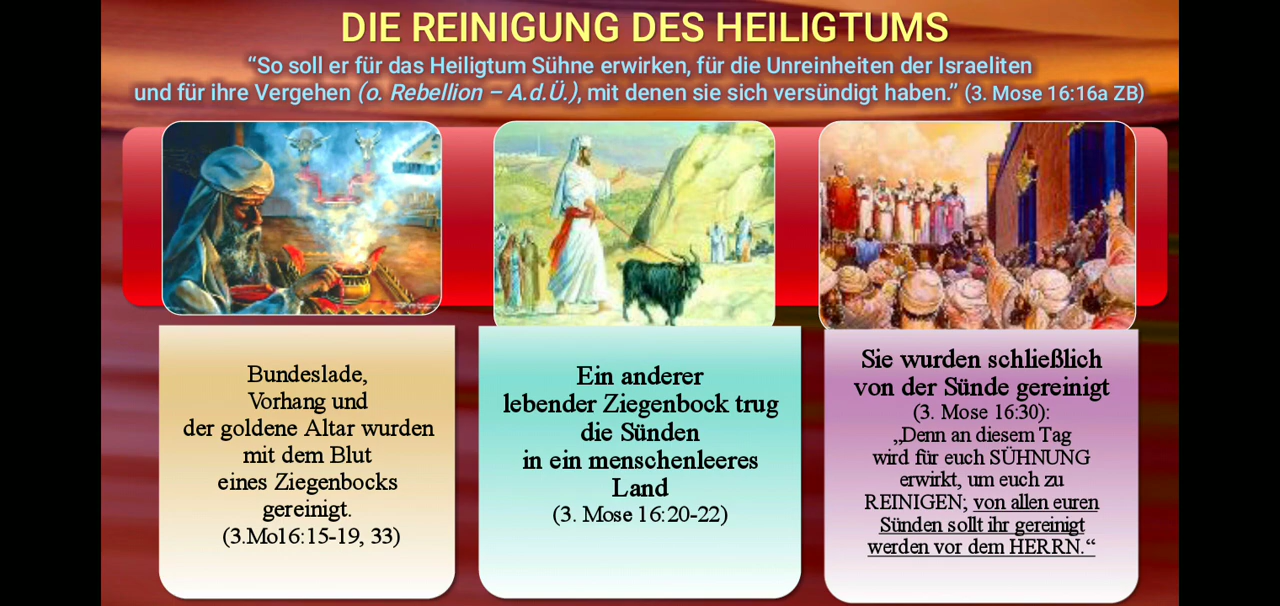 DIE REINIGUNG DES HEILIGTUMS
“So soll er für das Heiligtum Sühne erwirken, für die Unreinheiten der Israeliten
und für ihre Vergehen (o. Rebellion – A.d.Ü.), mit denen sie sich versündigt haben.” (3. Mose 16:16a ZB)
Bundeslade,
Vorhang und
der goldene Altar wurden
mit dem Blut
eines Ziegenbocks
gereinigt.
(3.Mo16:15-19, 33)
Ein anderer
lebender Ziegenbock trug
die Sünden
in ein menschenleeres
Land
(3. Mose 16:20-22)
Sie wurden schließlich
von der Sünde gereinigt
(3. Mose 16:30):
„Denn an diesem Tag
wird für euch SÜHNUNG
erwirkt, um euch zu
REINIGEN; von allen euren
Sünden sollt ihr gereinigt
werden vor dem HERRN.“